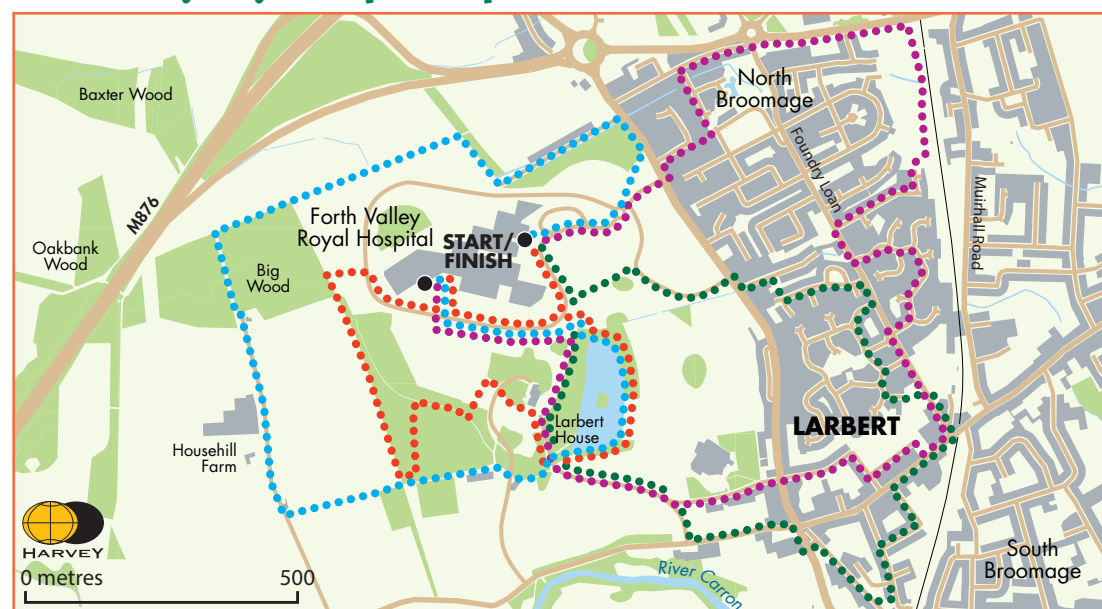 Baxter Wood
North
Broomage
Foundry Loan
M876
Muirhall Road
Forth Valley
Royal Hospital
START/
FINISH
Oakbank
Wood
Big
Wood
Larbert
House
LARBERT
Househill
Farm
HARVEY
0 metres 500
River Carron
South
Broomage